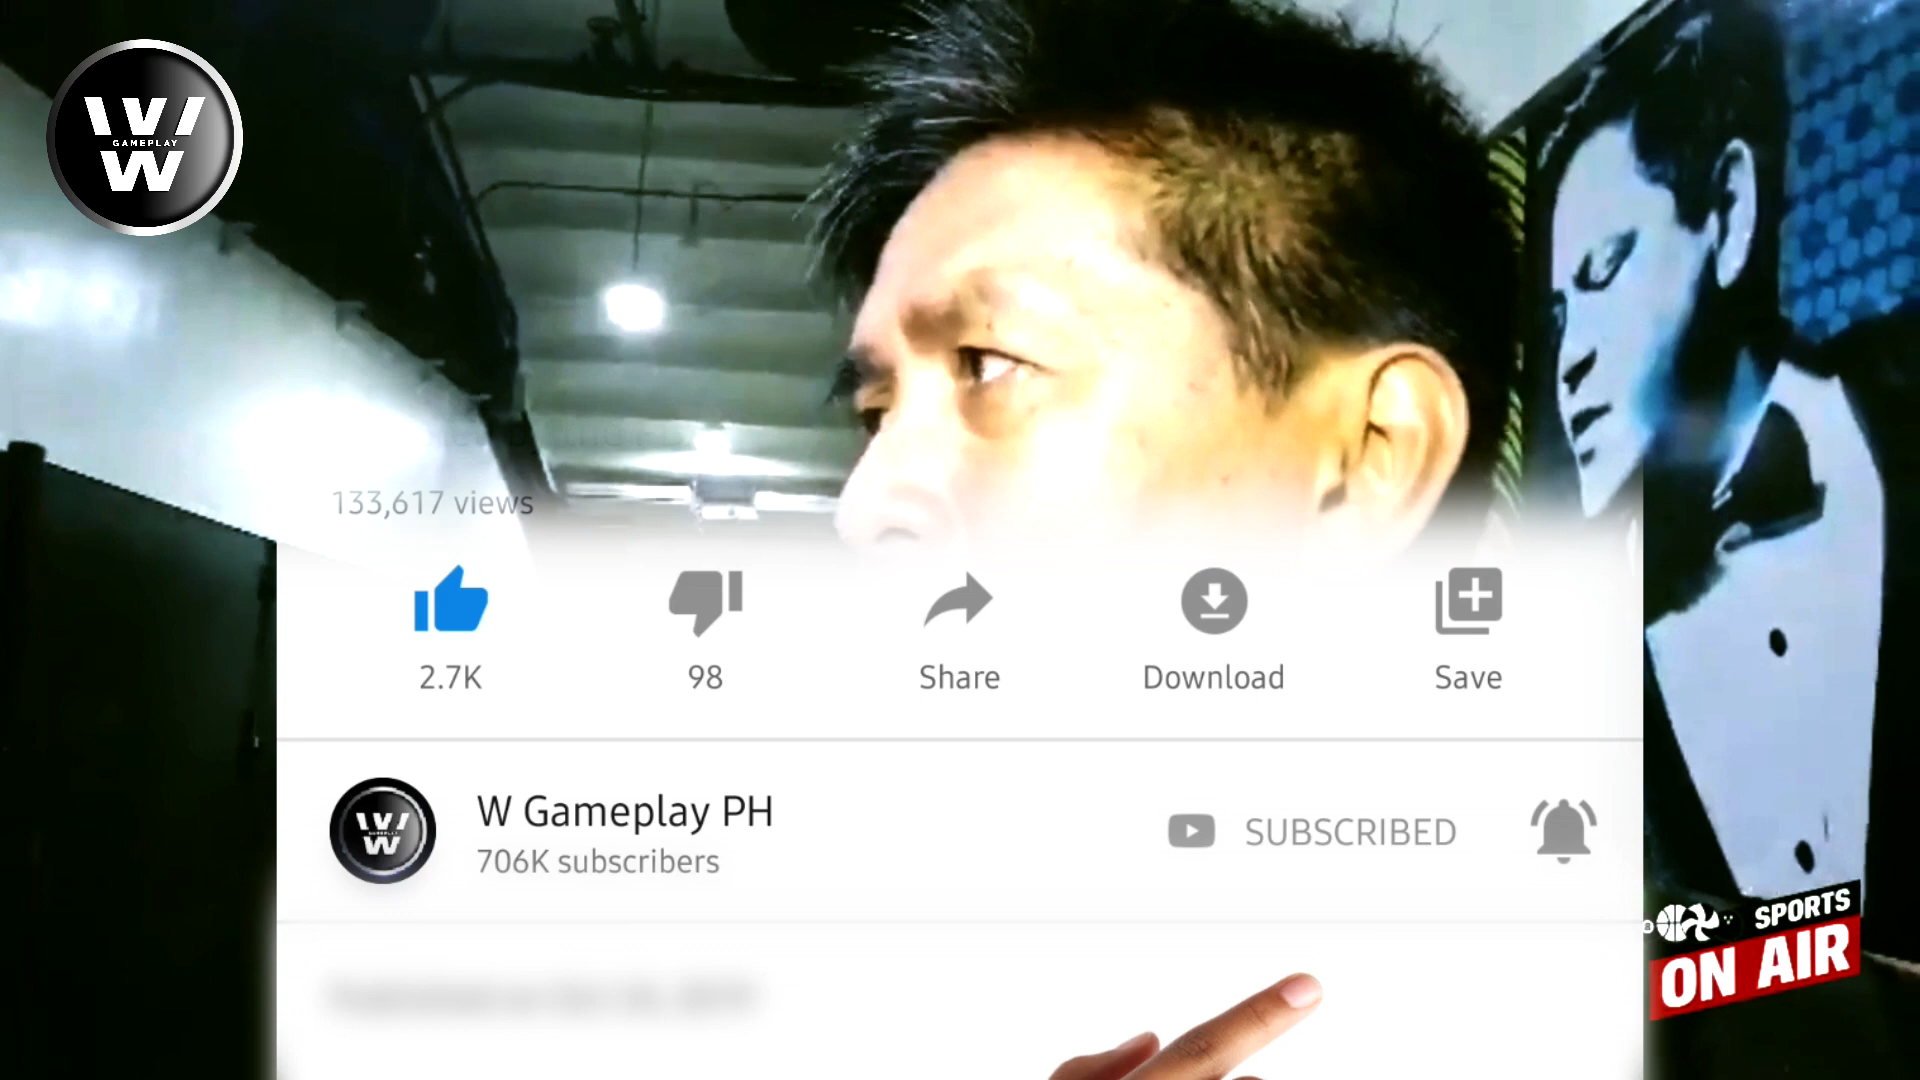 W
GAMEPLAY
W
133,617 views
2.7K
98
Share
Download
Save
W Gameplay PH
706K subscribers
SUBSCRIBED
SPORTS
ON AIR